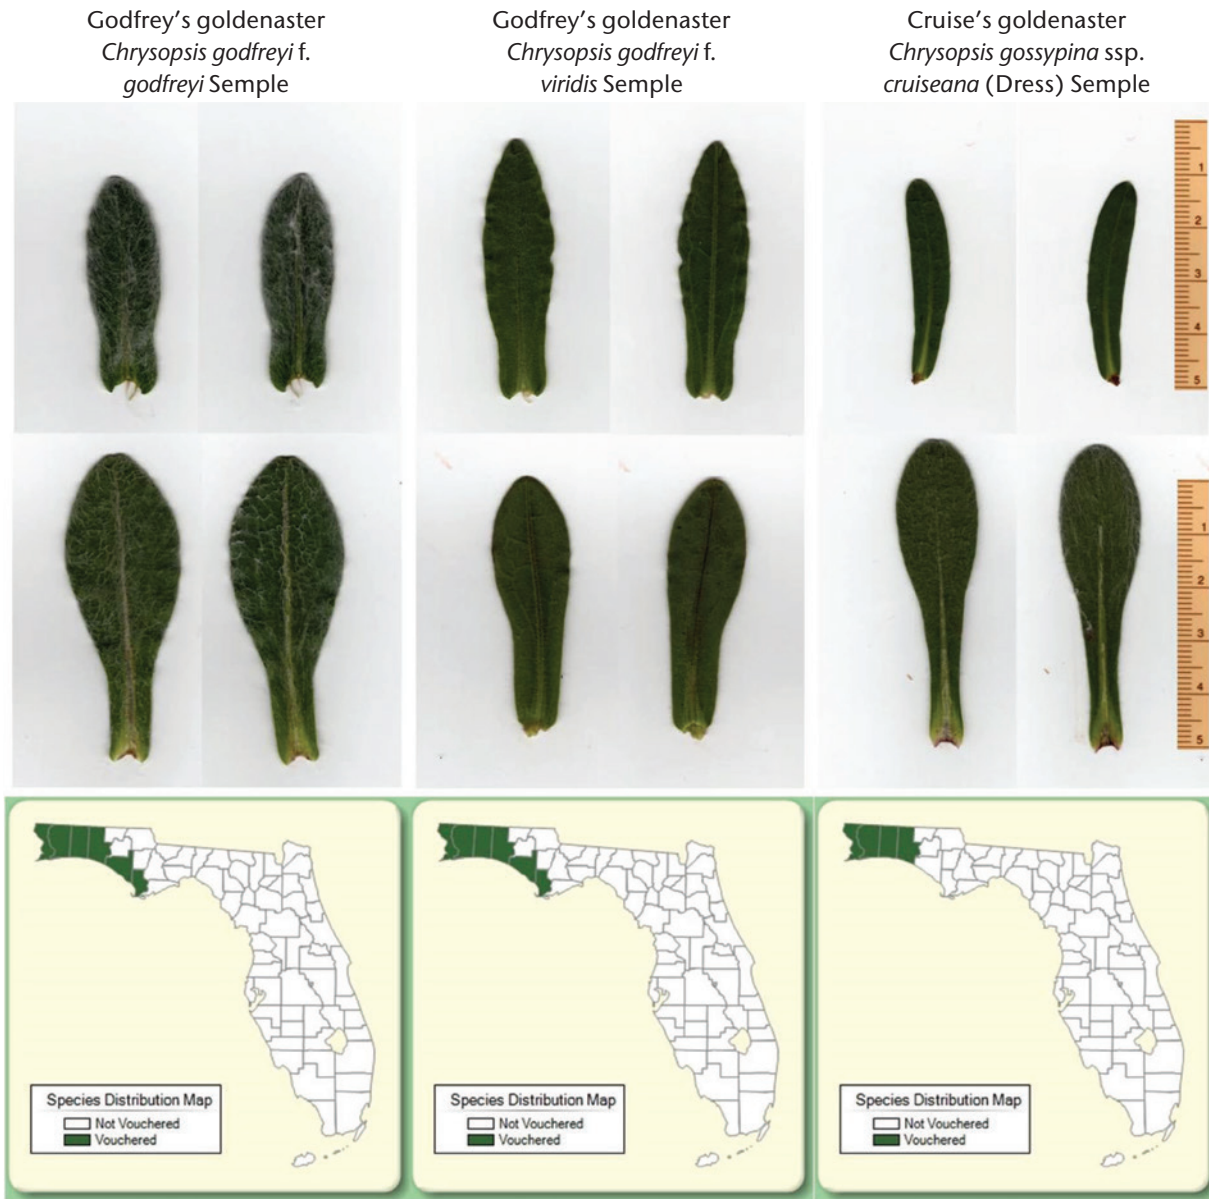 Godfrey’s goldenaster
Chrysopsis godfreyi f.
godfreyi Semple
Godfrey’s goldenaster
Chrysopsis godfreyi f.
viridis Semple
Cruise’s goldenaster
Chrysopsis gossypina ssp.
cruiseana (Dress) Semple
1
2
3
4
5
1
2
3
4
5
Species Distribution Map
Not Vouchered
Vouchered
Species Distribution Map
Not Vouchered
Vouchered
Species Distribution Map
Not Vouchered
Vouchered